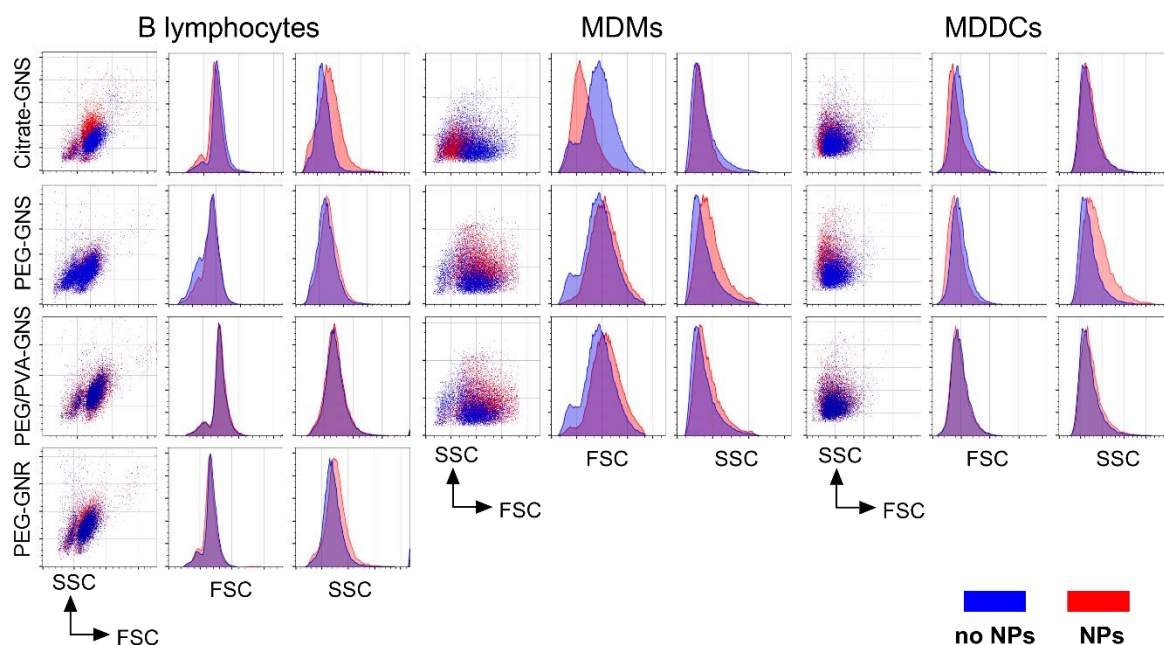 B lymphocytes MDMs MDDCs
Citrate-GNS
PEG-GNS
PEG/PVA-GNS
SSC FSC SSC SSC FSC SSC
FSC FSC
PEG-GNR
SSC FSC SSC
FSC
no NPs NPs